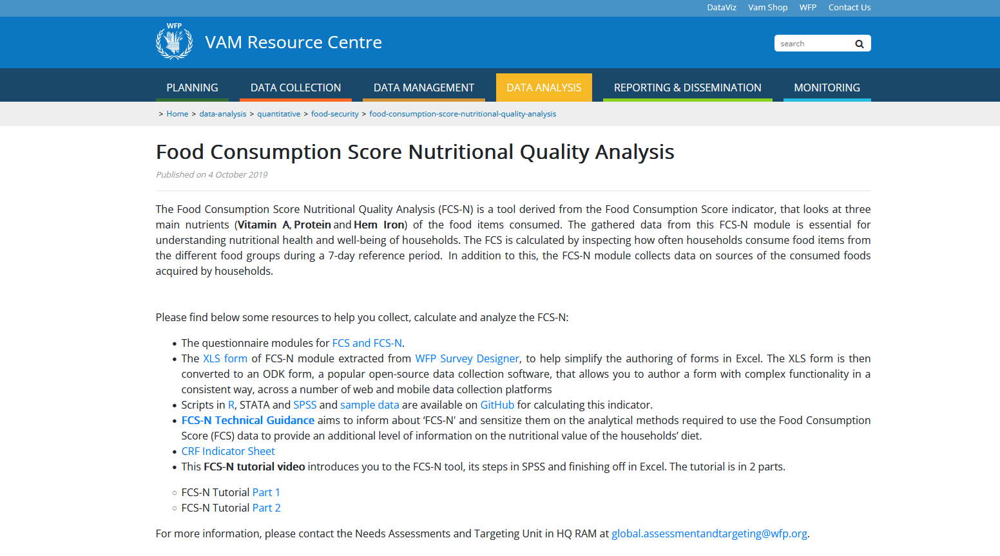 DataViz Vam Shop WFP Contact Us
WFP
VAM Resource Centre
search
PLANNING DATA COLLECTION DATA MANAGEMENT DATA ANALYSIS REPORTING & DISSEMINATION MONITORING
> Home > data-analysis > quantitative > food-security > food-consumption-score-nutritional-quality-analysis
Food Consumption Score Nutritional Quality Analysis
Published on 4 October 2019
The Food Consumption Score Nutritional Quality Analysis (FCS-N) is a tool derived from the Food Consumption Score indicator, that looks at three
main nutrients (Vitamin A, Protein and Hem Iron) of the food items consumed. The gathered data from this FCS-N module is essential for
understanding nutritional health and well-being of households. The FCS is calculated by inspecting how often households consume food items from
the different food groups during a 7-day reference period. In addition to this, the FCS-N module collects data on sources of the consumed foods
acquired by households.
Please find below some resources to help you collect, calculate and analyze the FCS-N:
• The questionnaire modules for FCS and FCS-N.
• The XLS form of FCS-N module extracted from WFP Survey Designer, to help simplify the authoring of forms in Excel. The XLS form is then
converted to an ODK form, a popular open-source data collection software, that allows you to author a form with complex functionality in a
consistent way, across a number of web and mobile data collection platforms
• Scripts in R, STATA and SPSS and sample data are available on GitHub for calculating this indicator.
• FCS-N Technical Guidance aims to inform about ‘FCS-N' and sensitize them on the analytical methods required to use the Food Consumption
Score (FCS) data to provide an additional level of information on the nutritional value of the households’ diet.
• CRF Indicator Sheet
• This FCS-N tutorial video introduces you to the FCS-N tool, its steps in SPSS and finishing off in Excel. The tutorial is in 2 parts.
○ FCS-N Tutorial Part 1
○ FCS-N Tutorial Part 2
For more information, please contact the Needs Assessments and Targeting Unit in HQ RAM at global.assessmentandtargeting@wfp.org.